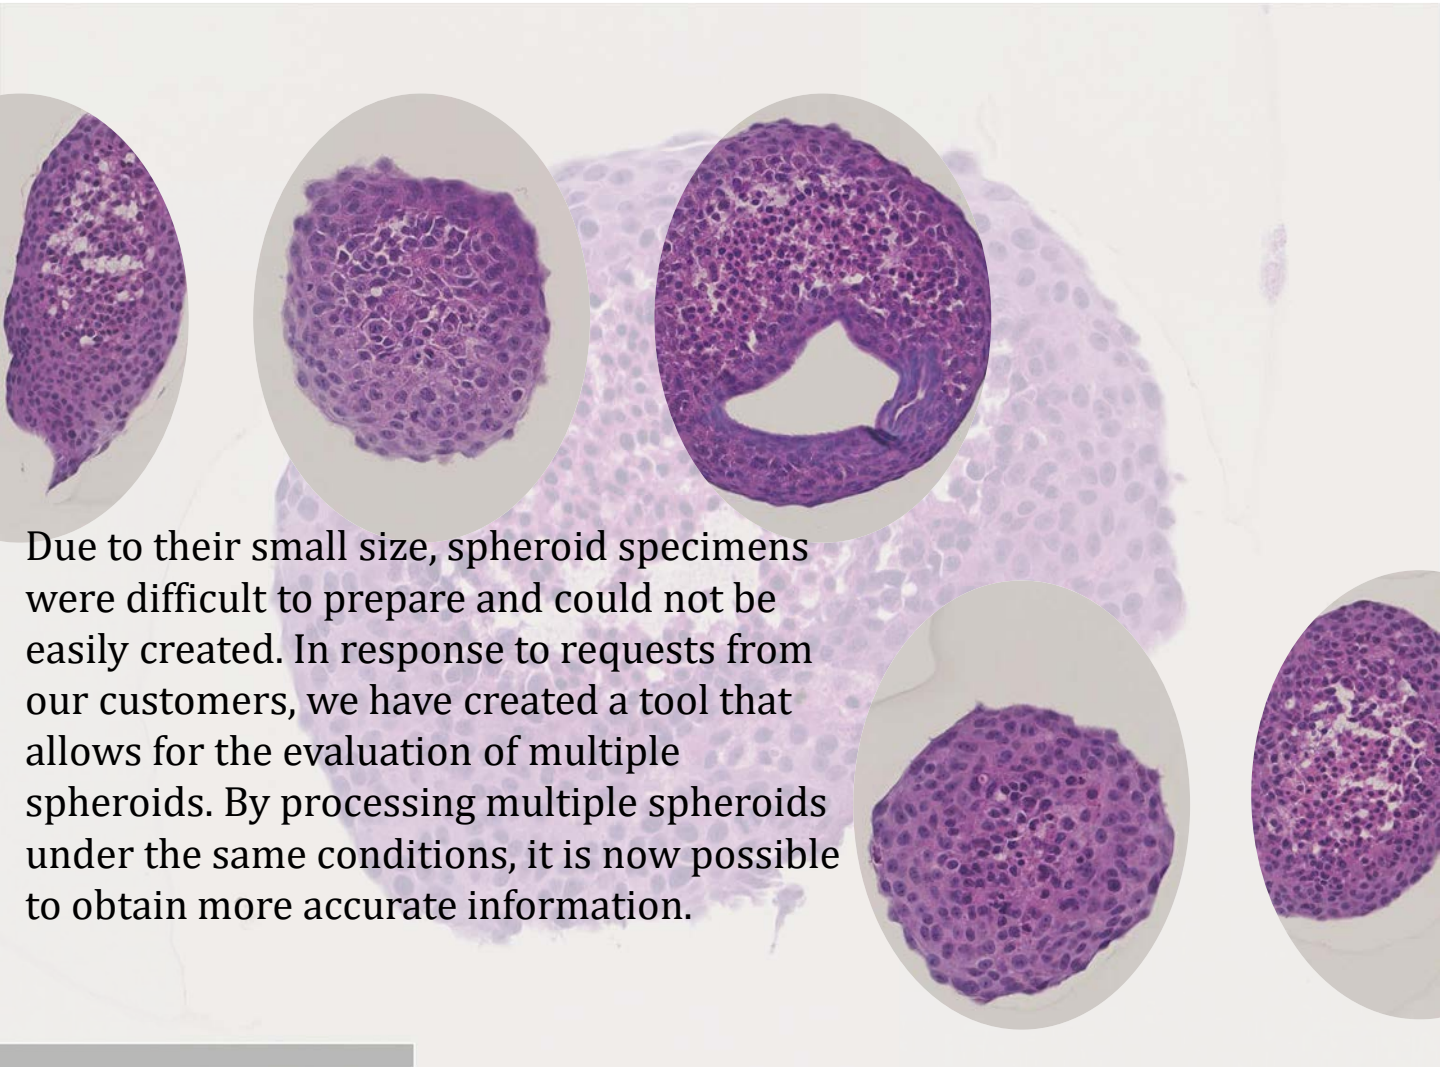 Due to their small size, spheroid specimens
were difficult to prepare and could not be
easily created. In response to requests from
our customers, we have created a tool that
allows for the evaluation of multiple
spheroids. By processing multiple spheroids
under the same conditions, it is now possible
to obtain more accurate information.